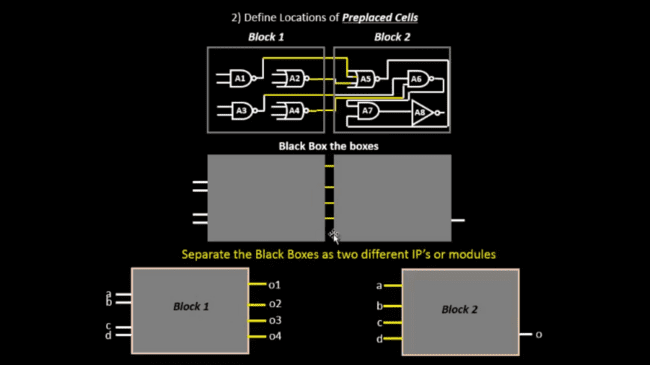 2) Define Locations of Preplaced Cells
Block 1
Block 2
A1
A2
A5
A6
A3
A4
A7
A8
Black Box the boxes
Separate the Black Boxes as two different IP's or modules
a
b
c
d
Block 1
o1
o2
o3
o4
a
b
c
d
Block 2
o